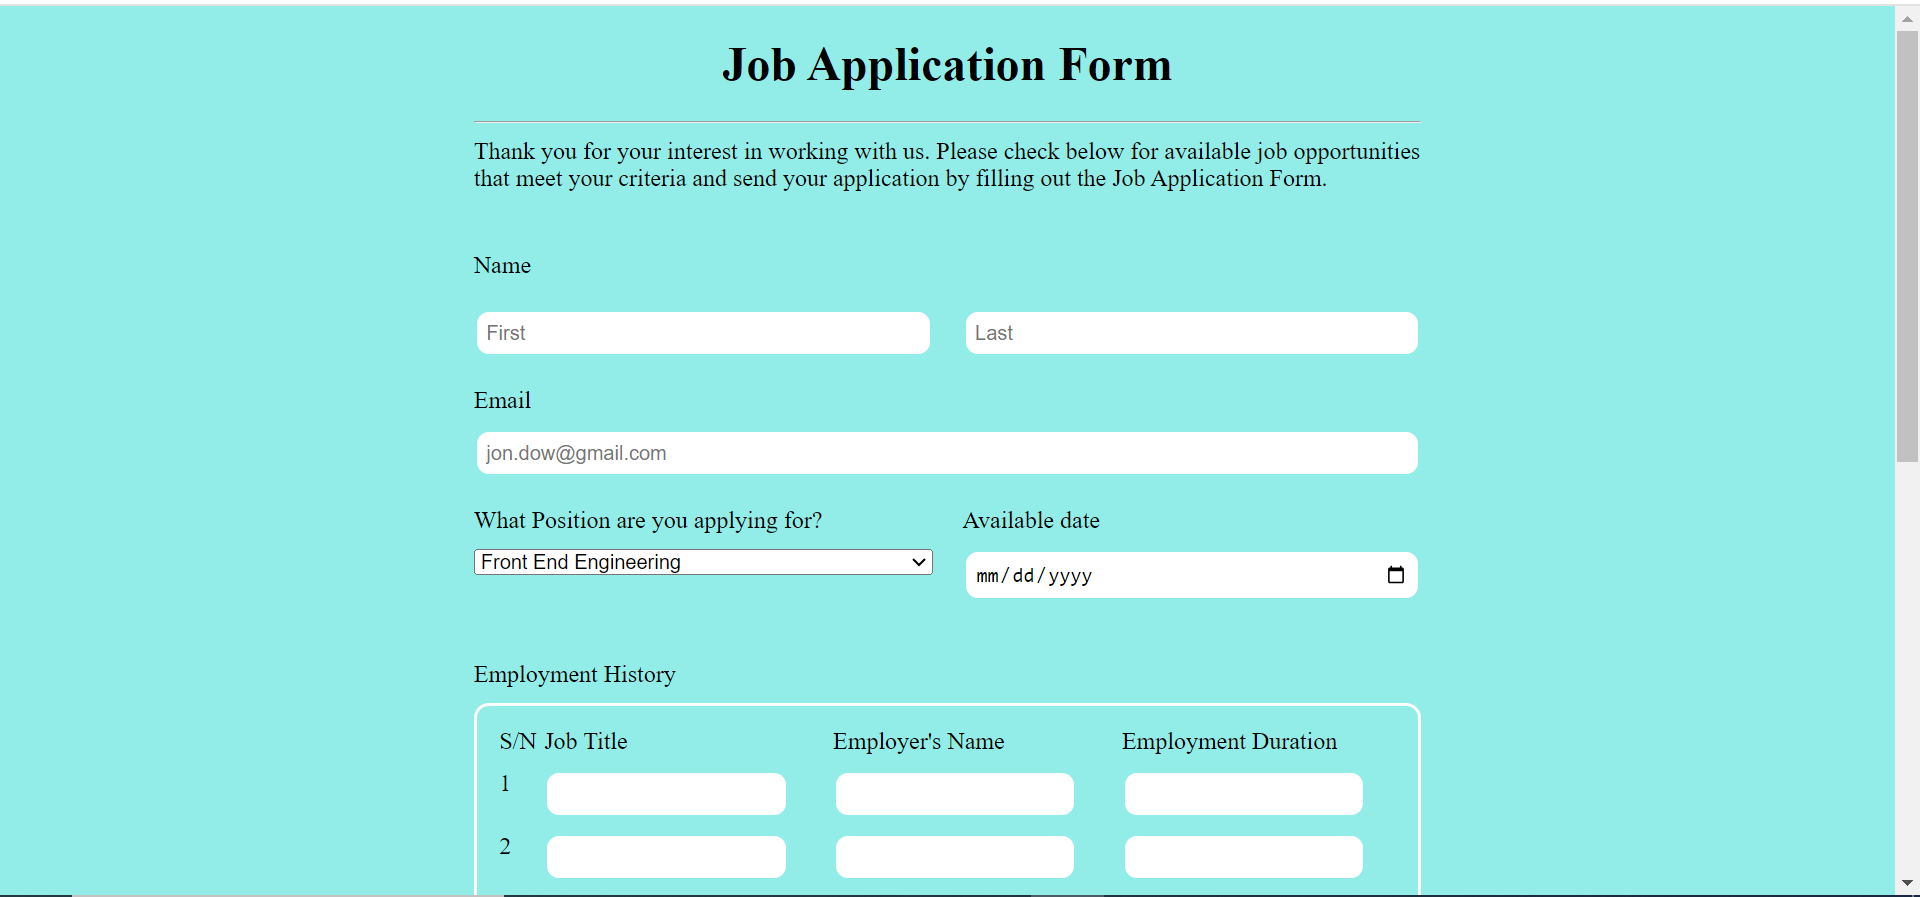 Job Application Form
Thank you for your interest in working with us. Please check below for available job opportunities
that meet your criteria and send your application by filling out the Job Application Form.
Name
First Last
Email
jon.dow@gmail.com
What Position are you applying for? Available date
Front End Engineering mm/dd/yyyy
Employment History
S/N Job Title Employer's Name Employment Duration
1
2